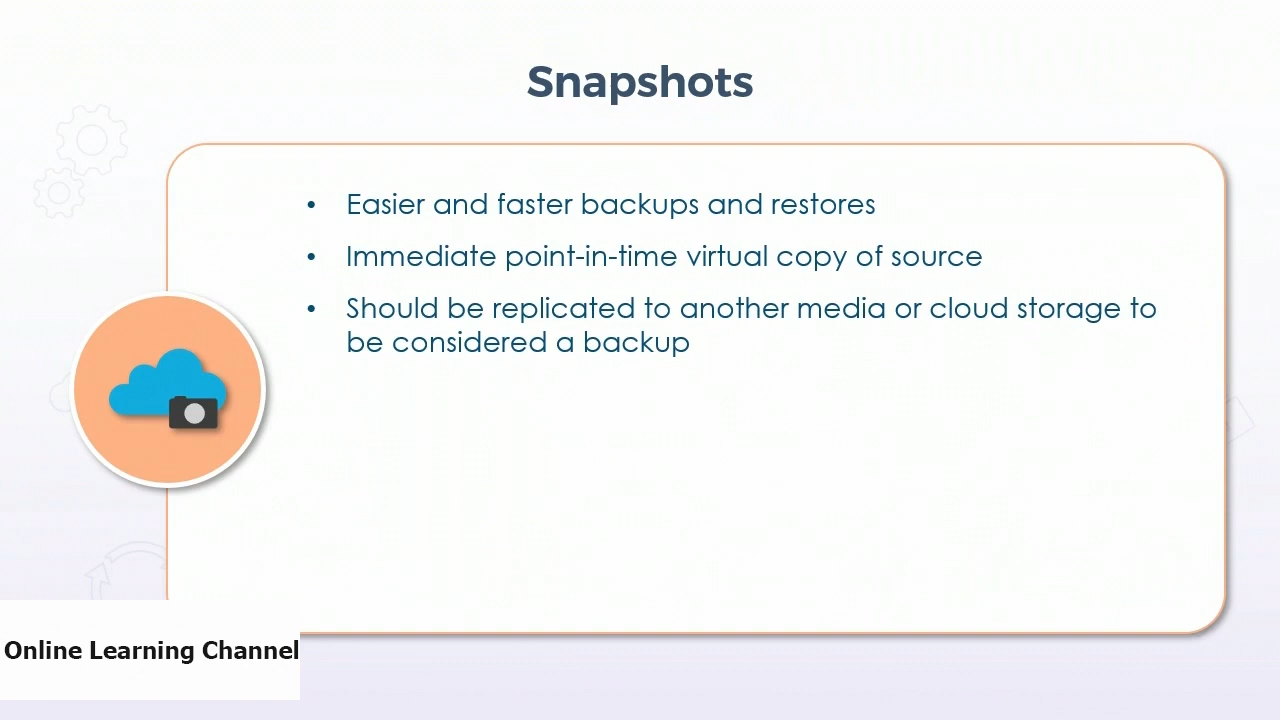 Snapshots
• Easier and faster backups and restores
• Immediate point-in-time virtual copy of source
• Should be replicated to another media or cloud storage to
be considered a backup
Online Learning Channel